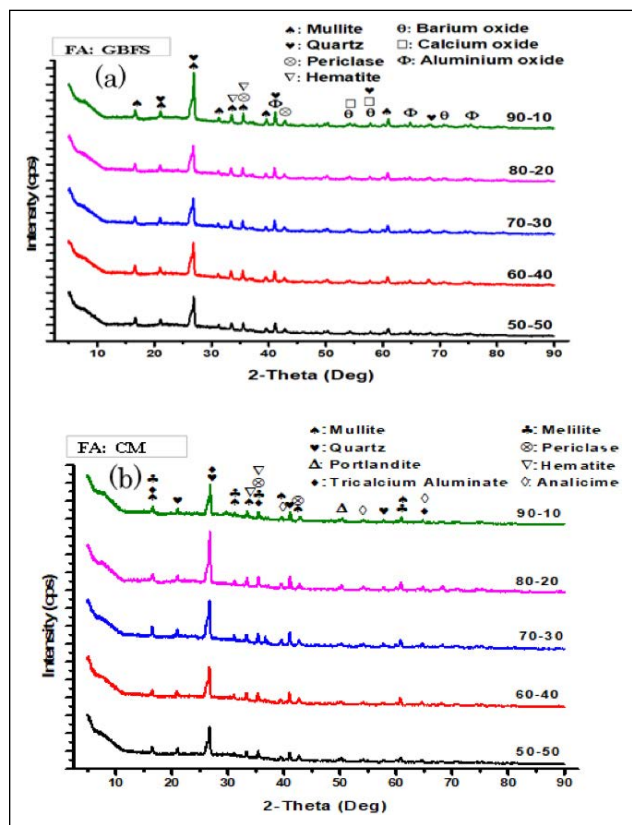 FA: GBFS
♠: Mullite θ: Barium oxide
♥: Quartz □: Calcium oxide
⊗: Periclase Φ: Aluminium oxide
▽: Hematite
(a)
90-10
80-20
70-30
60-40
50-50
Intensity (cps)
10 20 30 40 50 60 70 80 90
2-Theta (Deg)
FA: CM
♠: Mullite ♣: Melilite
♥: Quartz ⊗: Periclase
Δ: Portlandite ▽: Hematite
♦: Tricalcium Aluminate ◊: Analicime
(b)
90-10
80-20
70-30
60-40
50-50
Intensity (cps)
10 20 30 40 50 60 70 80 90
2-Theta (Deg)